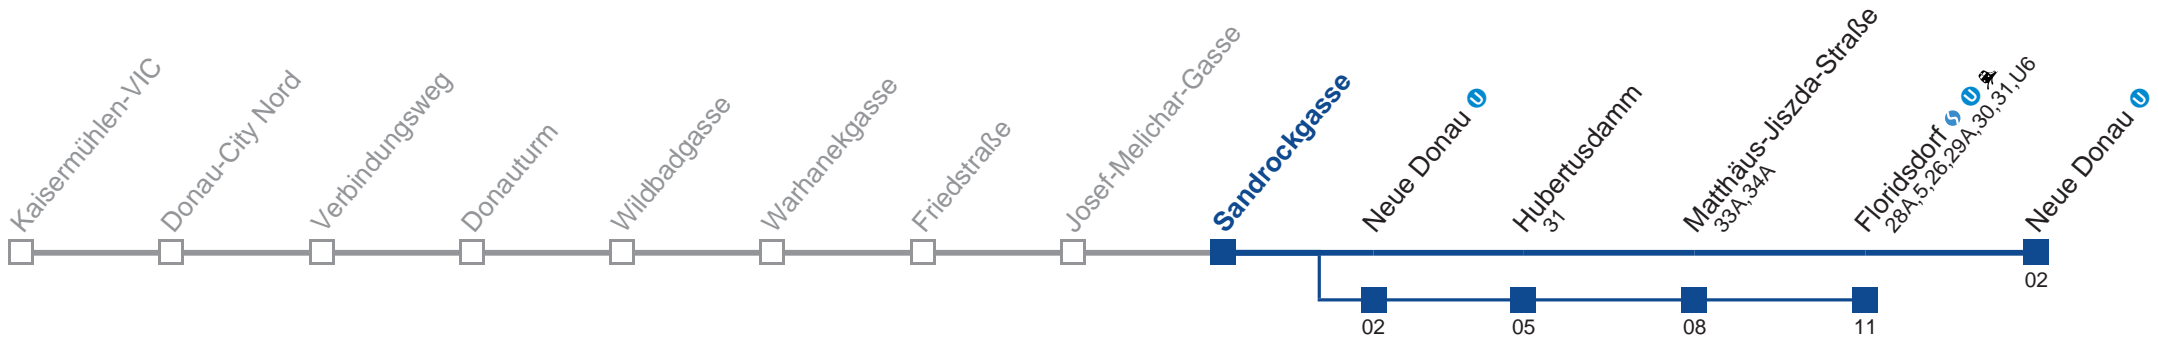 Kaisermühlen-VIC
Donau-City Nord
Verbindungsweg
Donauturm
Wildbadgasse
Warhanekgasse
Friedstraße
Josef-Melichar-Gasse
Sandrockgasse
Neue Donau U
Hubertusdamm
31
Matthäus-Jiszda-Straße
33A,34A
Floridsdorf S U
28A,5,26,29A,30,31,U6
Neue Donau U
02
02
05
08
11